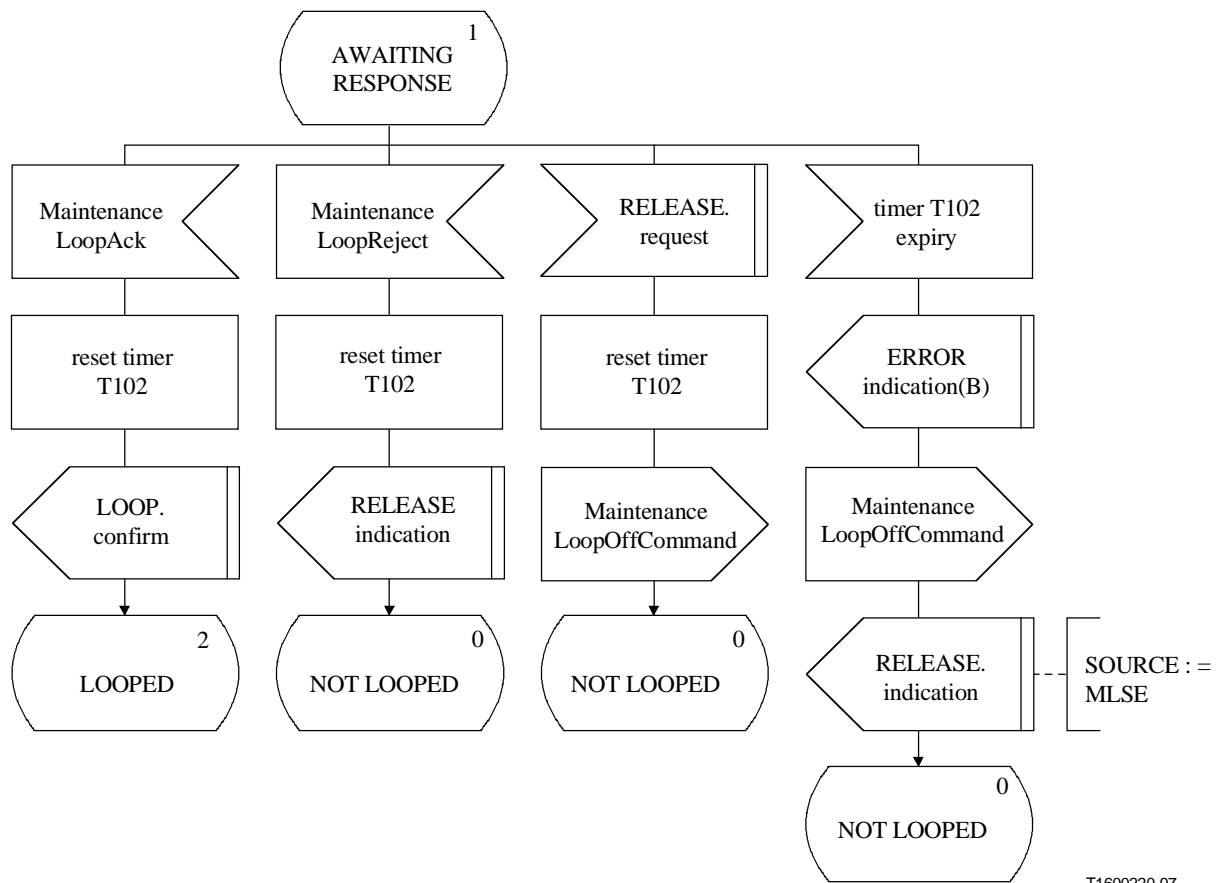 1
AWAITING
RESPONSE
Maintenance
LoopAck
Maintenance
LoopReject
RELEASE.
request
timer T102
expiry
reset timer
T102
reset timer
T102
reset timer
T102
ERROR
indication(B)
LOOP.
confirm
RELEASE
indication
Maintenance
LoopOffCommand
Maintenance
LoopOffCommand
2
LOOPED
0
NOT LOOPED
0
NOT LOOPED
RELEASE.
indication
SOURCE : =
MLSE
0
NOT LOOPED